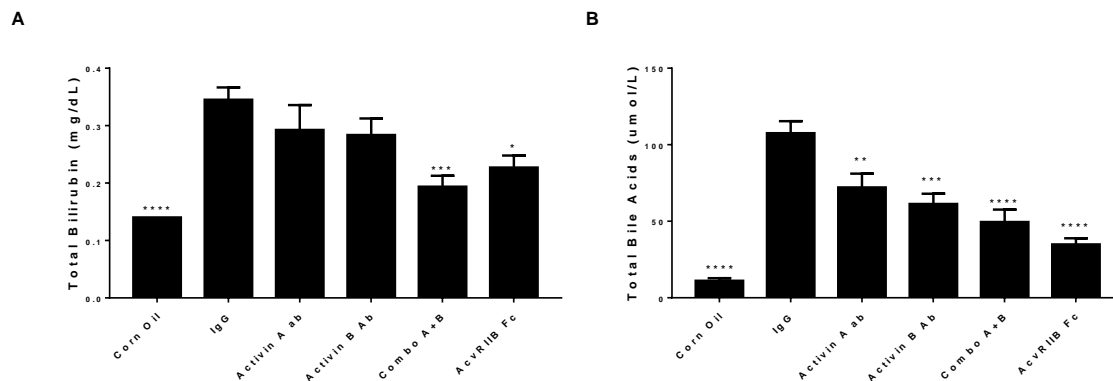 A
Total Bilirubin (mg/dL)
0.4
0.3
0.2
0.1
0.0
****
***
*
Corn Oil
IgG
Activin A ab
Activin B Ab
Combo A+B
AcvRIIB Fc
B
Total Bile Acids (umol/L)
150
100
50
0
****
**
***
****
****
Corn Oil
IgG
Activin A ab
Activin B Ab
Combo A+B
AcvRIIB Fc